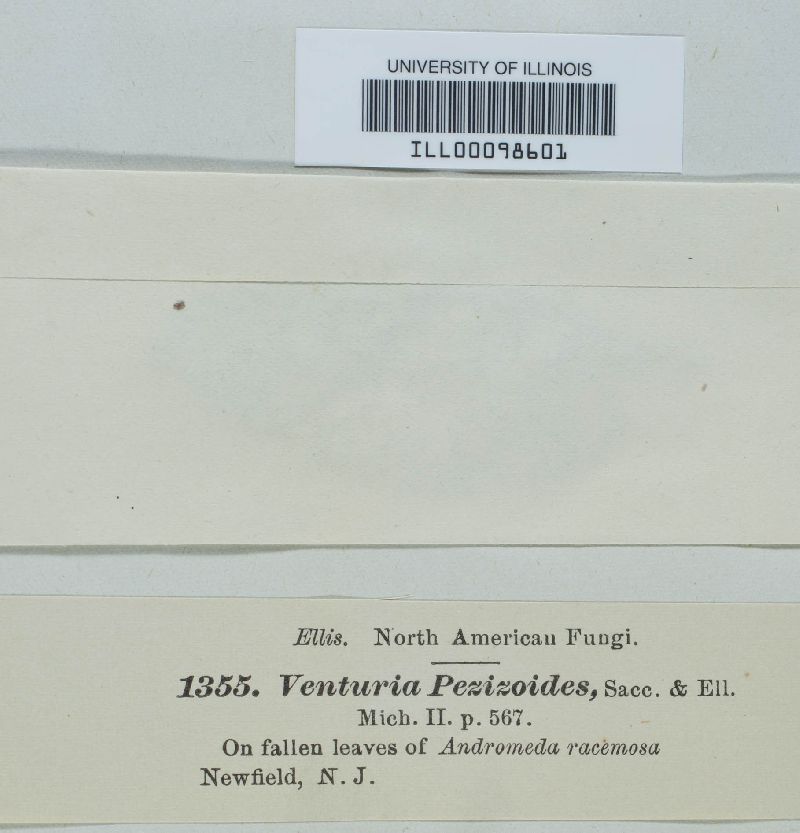 UNIVERSITY OF ILLINOIS
ILL00098601
Ellis. North American Fungi.
1355. Venturia Pezizoides, Sacc. & Ell.
Mich. II. p. 567.
On fallen leaves of Andromeda racemosa
Newfield, N. J.